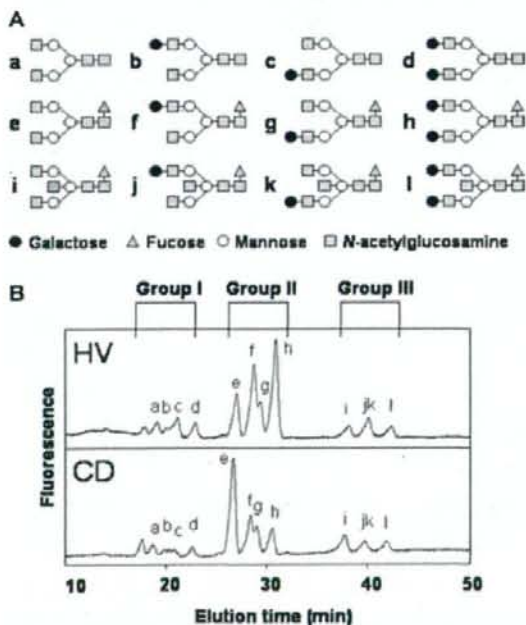 A
a b c d
e f g h
i j k l
Galactose Fucose Mannose N-acetylglucosamine
B
Group I Group II Group III
HV
a b c d e f g h i jk l
CD
a b c d e f g h i jk l
Fluorescence
10 20 30 40 50
Elution time (min)